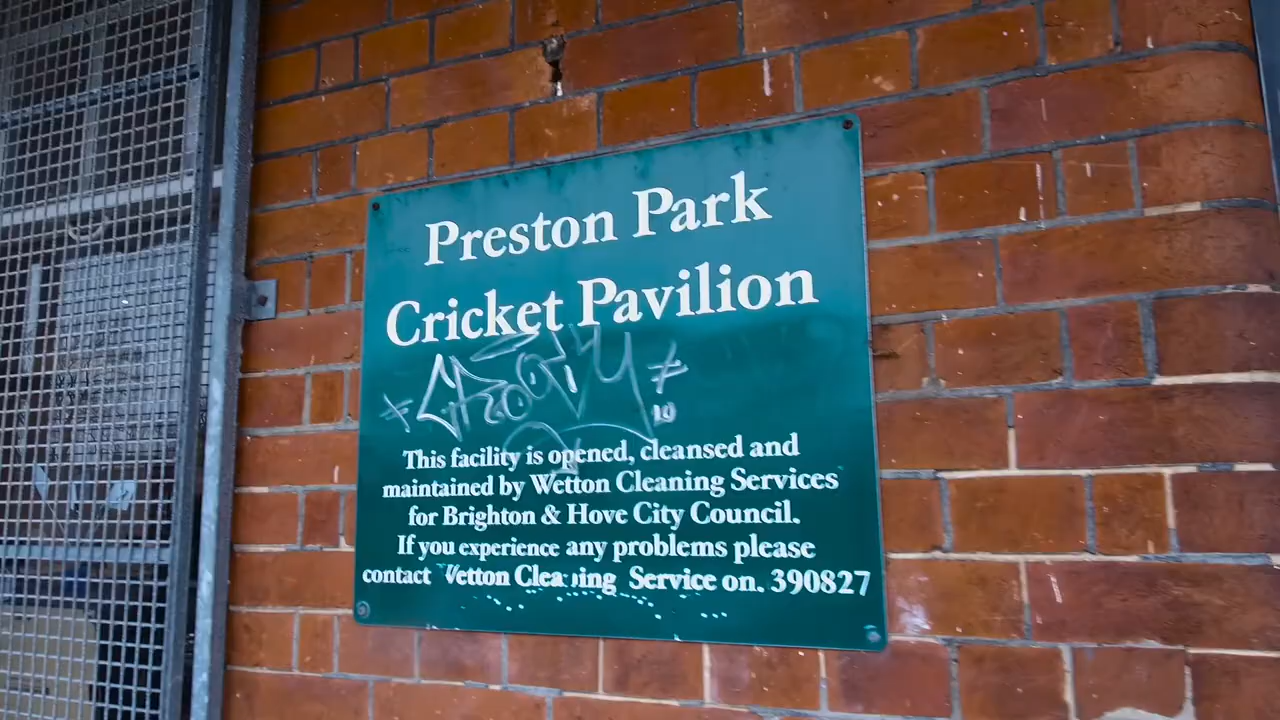 Preston Park
Cricket Pavilion
10
This facility is opened, cleansed and
maintained by Wetton Cleaning Services
for Brighton & Hove City Council.
If you experience any problems please
contact Wetton Cleaning Service on. 390827